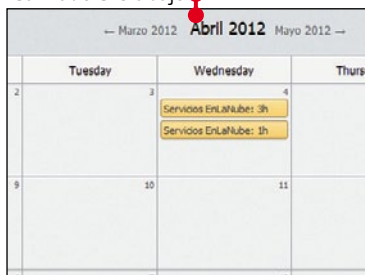 ← Marzo 2012 Abril 2012 Mayo 2012 →
Tuesday Wednesday Thurs
2 3 4
Servicios EnLaNube: 3h
Servicios EnLaNube: 1h
9 10 11